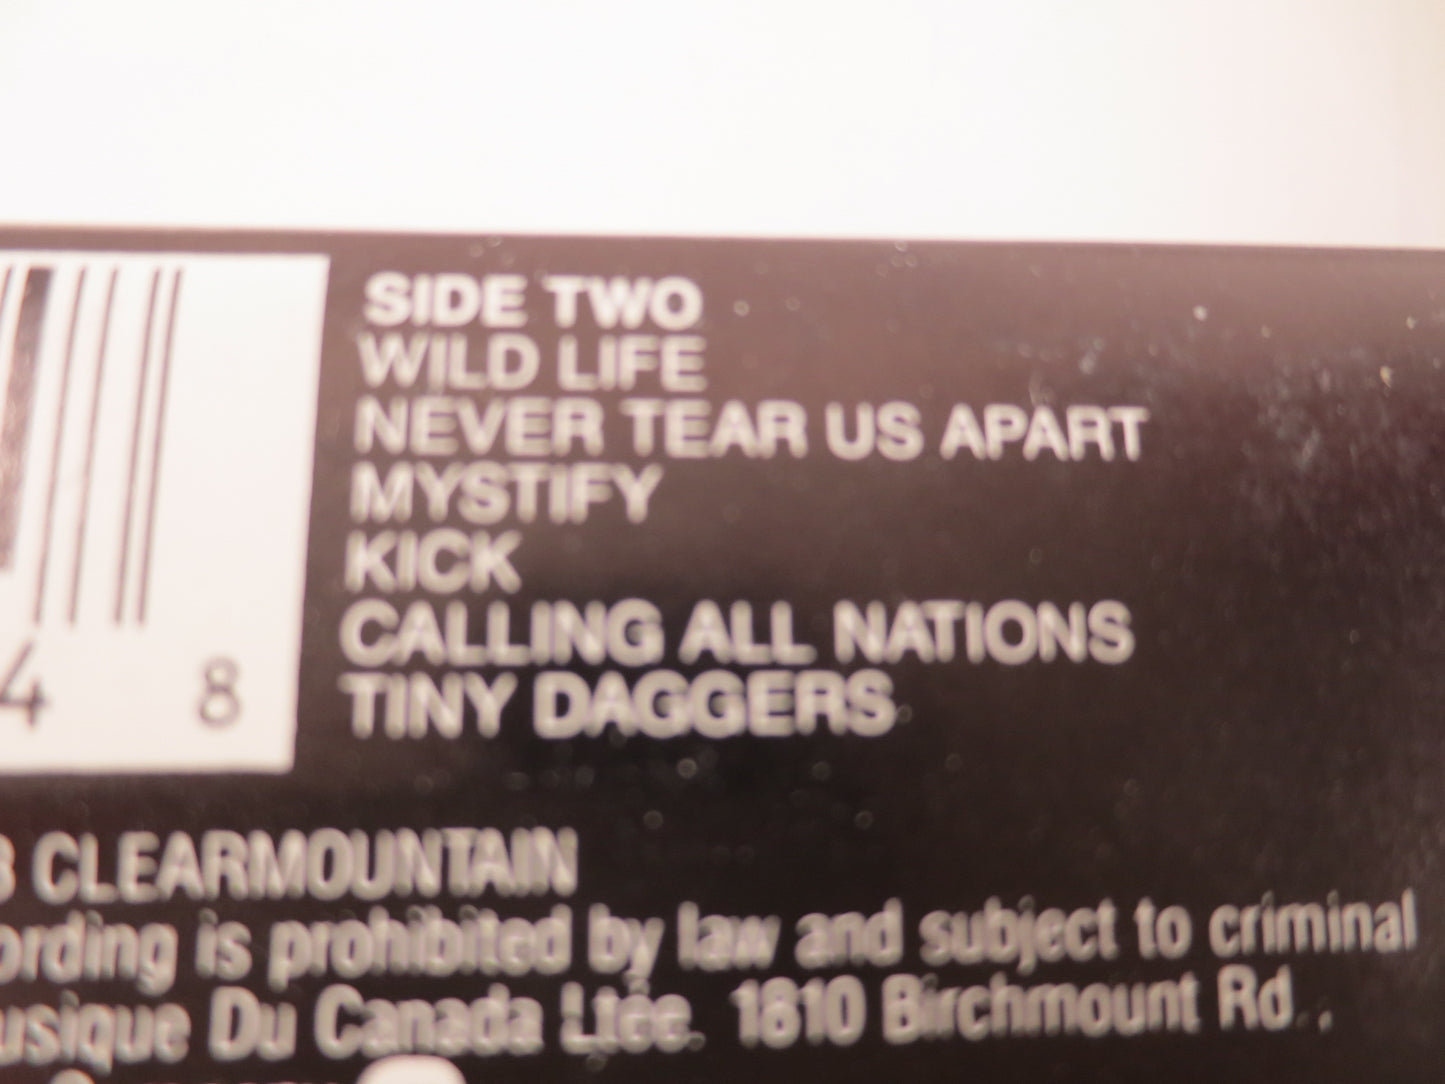 SIDE TWO
WILD LIFE
NEVER TEAR US APART
MYSTIFY
KICK
CALLING ALL NATIONS
TINY DAGGERS
4 8
B CLEARMOUNTAIN
ording is prohibited by law and subject to criminal
usique Du Canada Ltée. 1810 Birchmount Rd.,